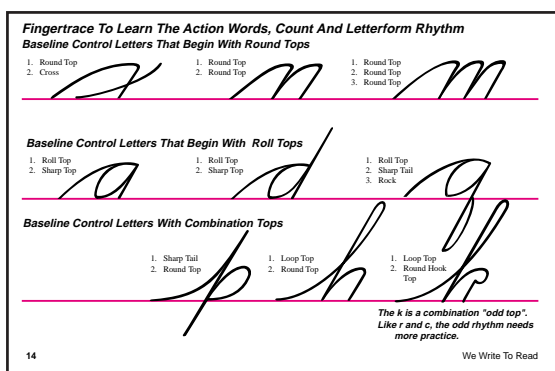 Fingertrace To Learn The Action Words, Count And Letterform Rhythm
Baseline Control Letters That Begin With Round Tops
1. Round Top
2. Cross
1. Round Top
2. Round Top
1. Round Top
2. Round Top
3. Round Top
x n m
Baseline Control Letters That Begin With Roll Tops
1. Roll Top
2. Sharp Top
1. Roll Top
2. Sharp Top
1. Roll Top
2. Sharp Tail
3. Rock
a d g
Baseline Control Letters With Combination Tops
1. Sharp Tail
2. Round Top
1. Loop Top
2. Round Top
1. Loop Top
2. Round Hook
Top
p h k
The k is a combination "odd top".
Like r and c, the odd rhythm needs
more practice.
14
We Write To Read